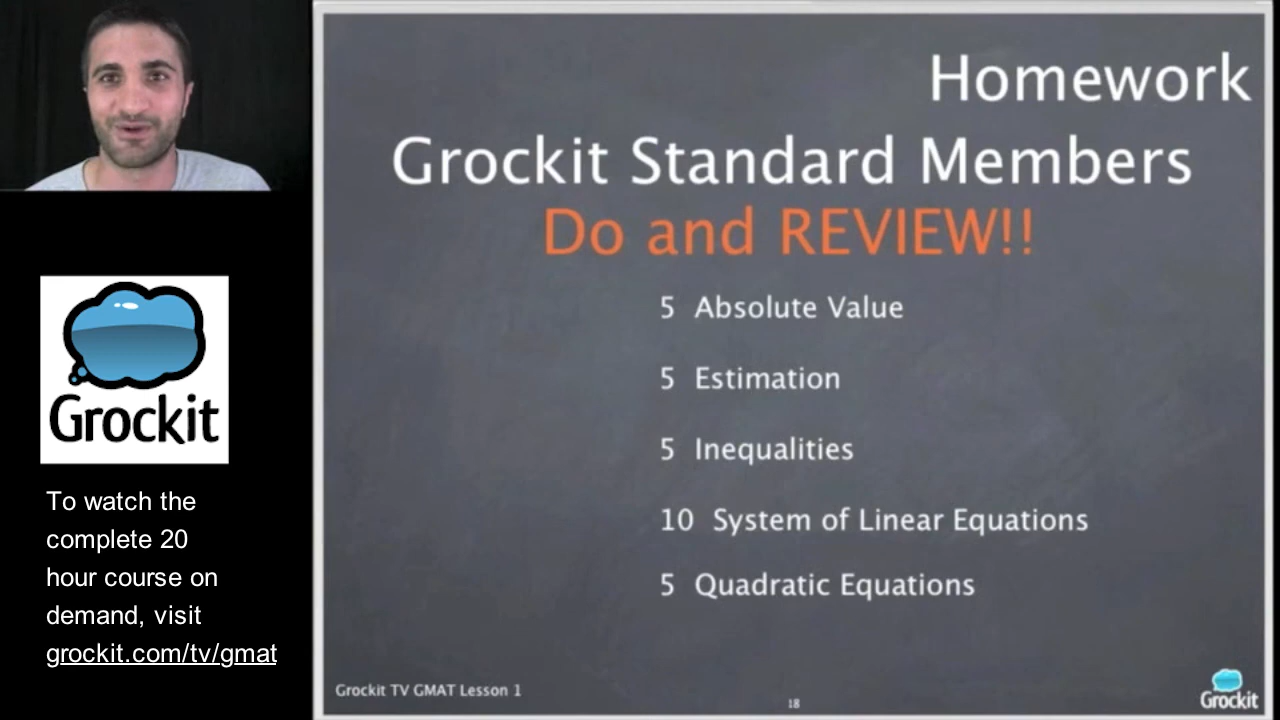 Homework
Grockit Standard Members
Do and REVIEW!!
5 Absolute Value
5 Estimation
5 Inequalities
10 System of Linear Equations
5 Quadratic Equations
Grockit TV GMAT Lesson 1
18
Grockit
Grockit
To watch the
complete 20
hour course on
demand, visit
grockit.com/tv/gmat